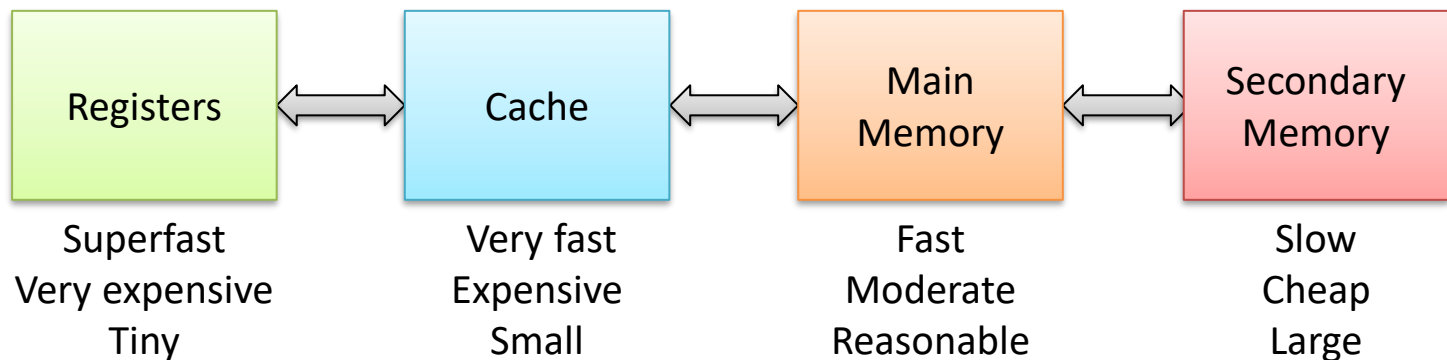 Registers
Cache
Main
Memory
Secondary
Memory
Superfast
Very expensive
Tiny
Very fast
Expensive
Small
Fast
Moderate
Reasonable
Slow
Cheap
Large